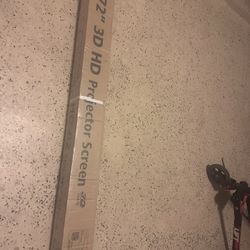 72" 3D HD Projector Screen